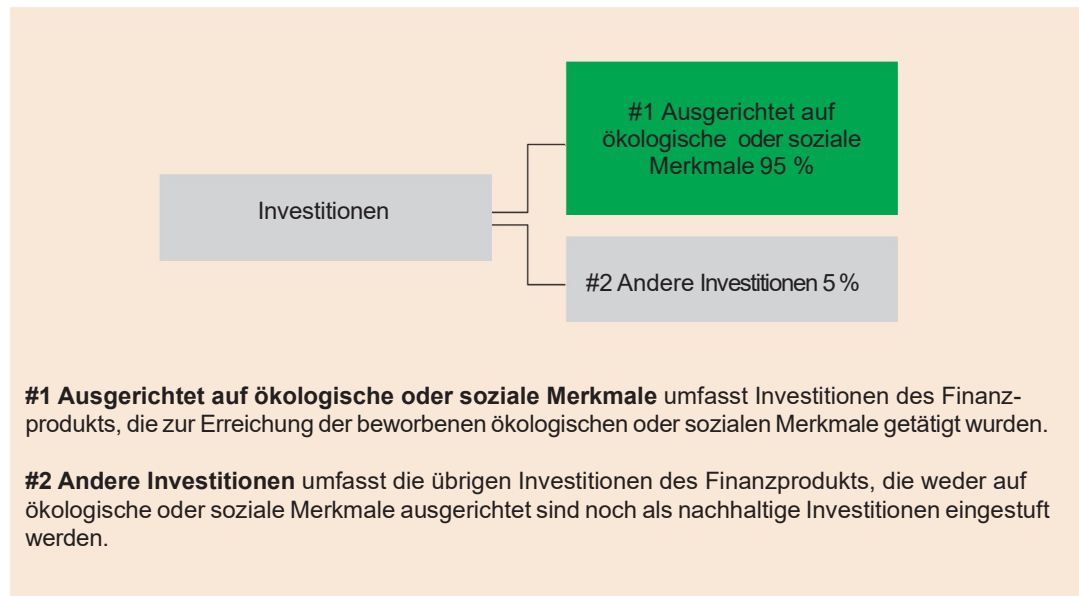 #1 Ausgerichtet auf
ökologische oder soziale
Merkmale 95 %
Investitionen
#2 Andere Investitionen 5 %
#1 Ausgerichtet auf ökologische oder soziale Merkmale umfasst Investitionen des Finanz-
produkts, die zur Erreichung der beworbenen ökologischen oder sozialen Merkmale getätigt wurden.
#2 Andere Investitionen umfasst die übrigen Investitionen des Finanzprodukts, die weder auf
ökologische oder soziale Merkmale ausgerichtet sind noch als nachhaltige Investitionen eingestuft
werden.